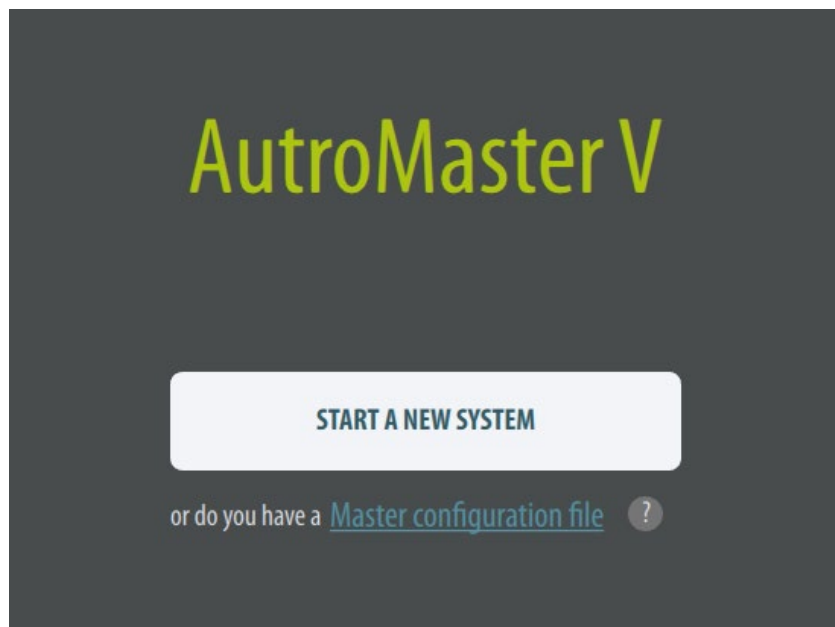 AutroMaster V
START A NEW SYSTEM
or do you have a Master configuration file ?